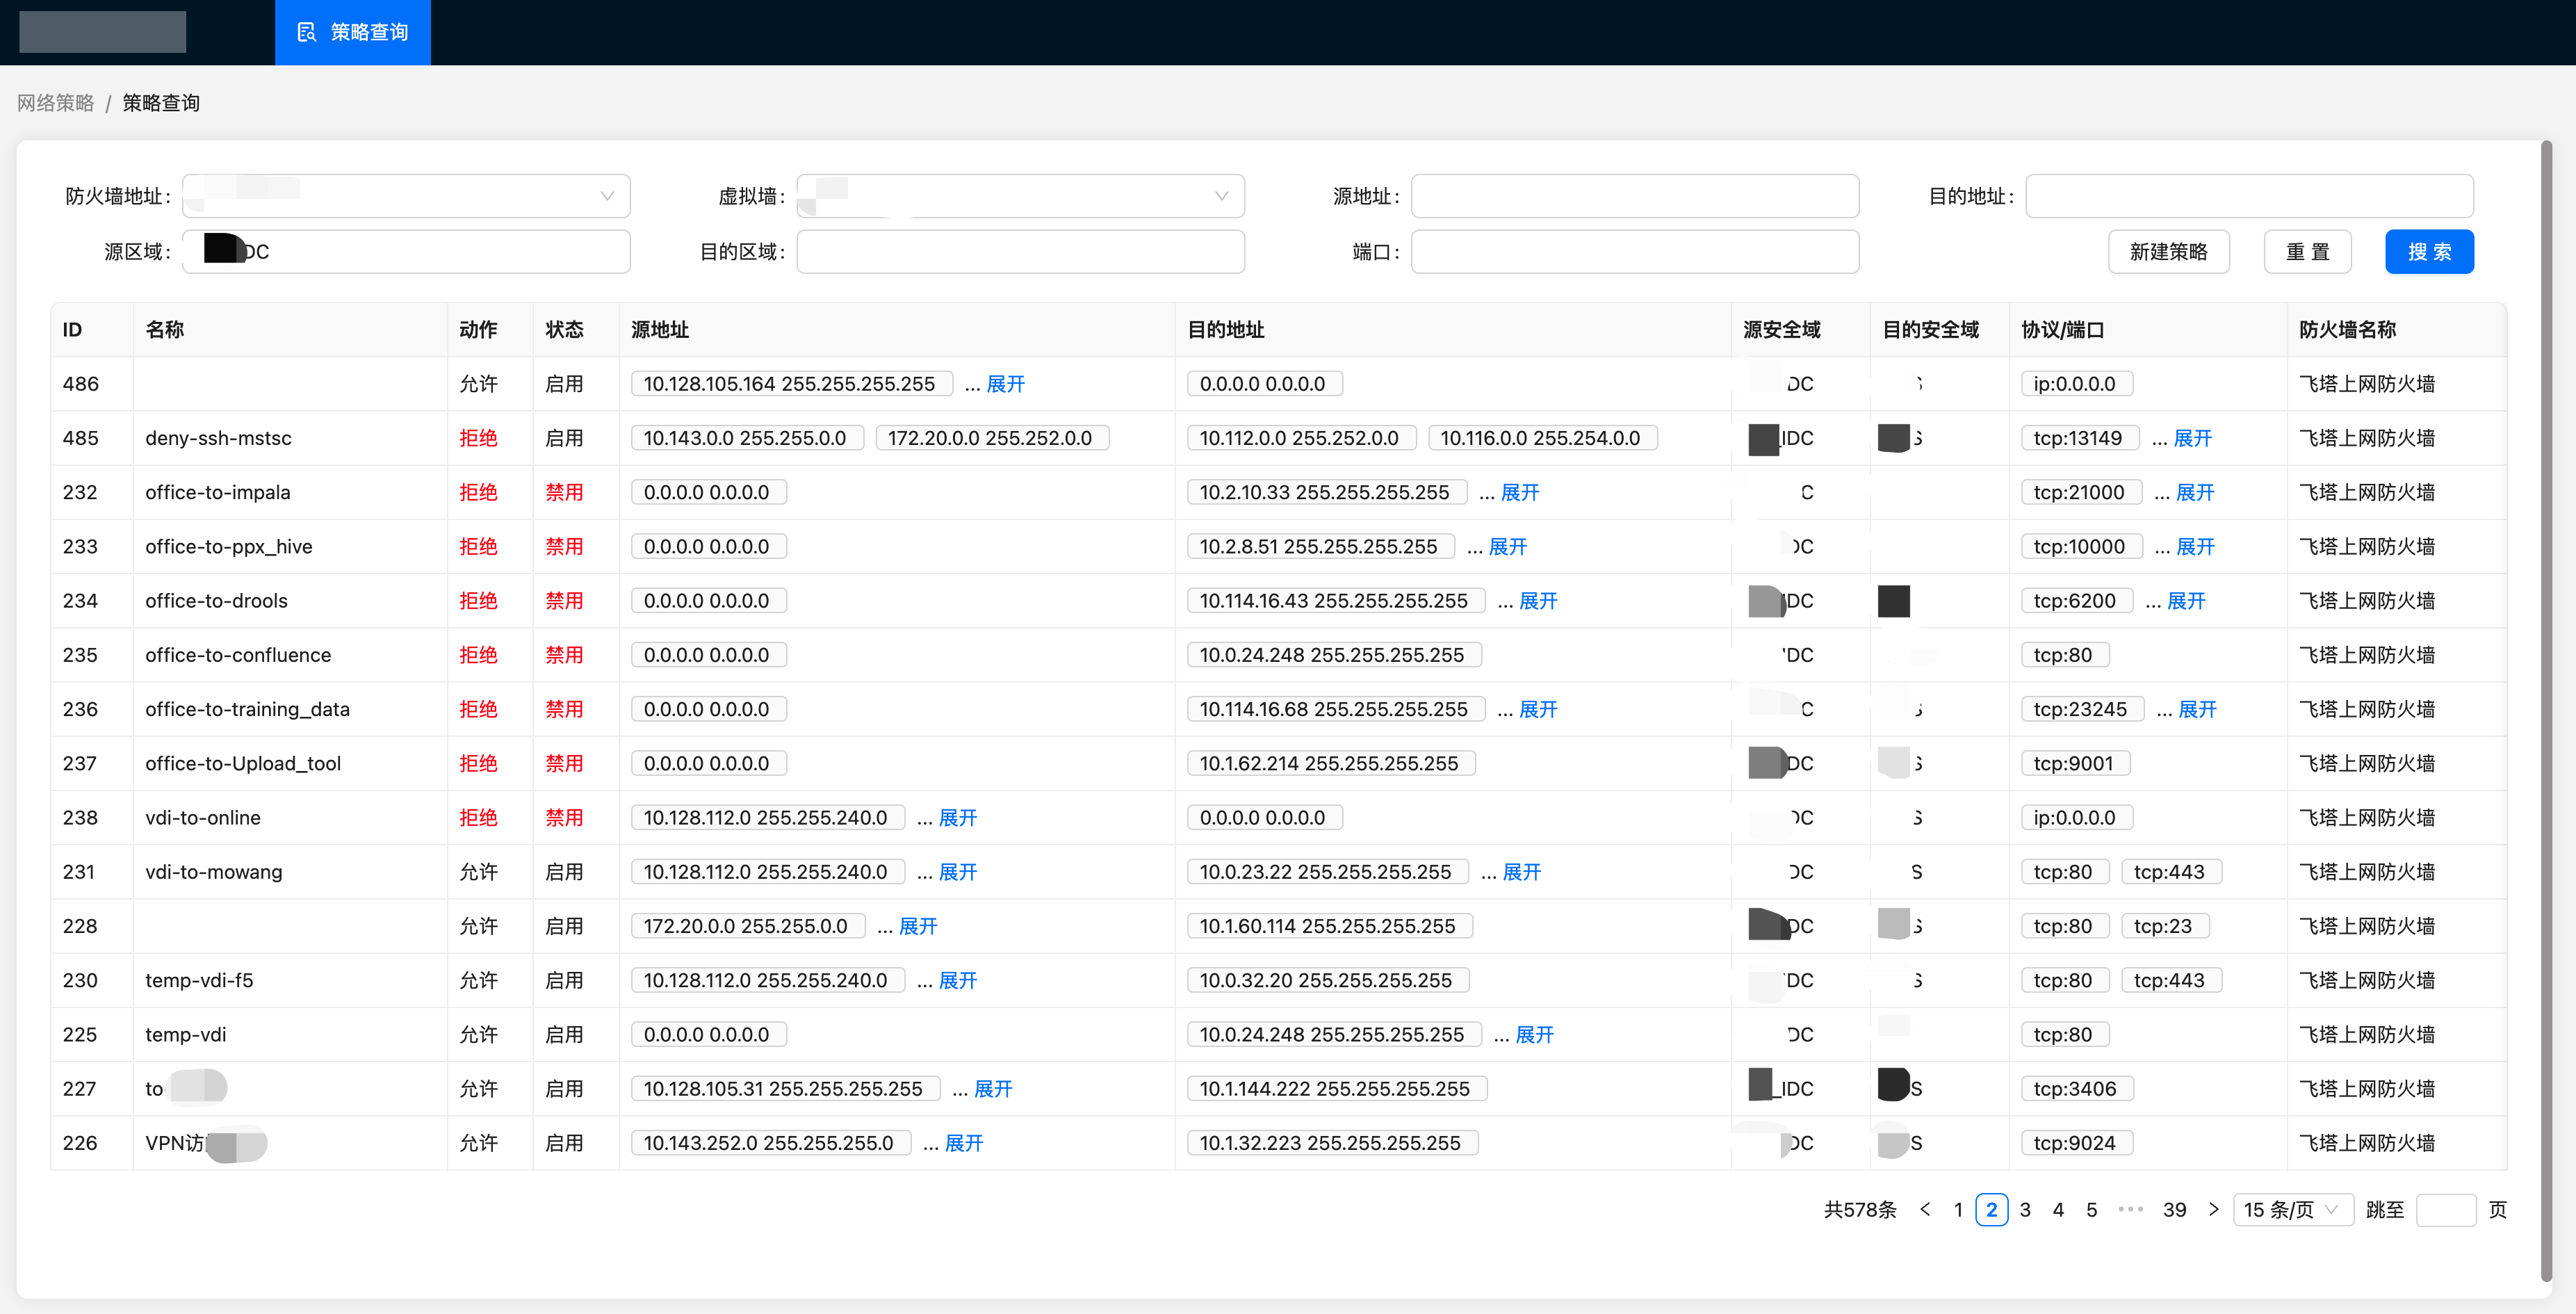 策略查询
网络策略 / 策略查询
防火墙地址: 虚拟墙: 源地址: 目的地址:
源区域: DC 目的区域: 端口: 新建策略 重 置 搜 索
ID 名称 动作 状态 源地址 目的地址 源安全域 目的安全域 协议/端口 防火墙名称
486 允许 启用 10.128.105.164 255.255.255.255 ... 展开 0.0.0.0 0.0.0.0 DC ip:0.0.0.0 飞塔上网防火墙
485 deny-ssh-mstsc 拒绝 启用 10.143.0.0 255.255.0.0 172.20.0.0 255.252.0.0 10.112.0.0 255.252.0.0 10.116.0.0 255.254.0.0 IDC S tcp:13149 ... 展开 飞塔上网防火墙
232 office-to-impala 拒绝 禁用 0.0.0.0 0.0.0.0 10.2.10.33 255.255.255.255 ... 展开 C tcp:21000 ... 展开 飞塔上网防火墙
233 office-to-ppx_hive 拒绝 禁用 0.0.0.0 0.0.0.0 10.2.8.51 255.255.255.255 ... 展开 DC tcp:10000 ... 展开 飞塔上网防火墙
234 office-to-drools 拒绝 禁用 0.0.0.0 0.0.0.0 10.114.16.43 255.255.255.255 ... 展开 DC tcp:6200 ... 展开 飞塔上网防火墙
235 office-to-confluence 拒绝 禁用 0.0.0.0 0.0.0.0 10.0.24.248 255.255.255.255 DC tcp:80 飞塔上网防火墙
236 office-to-training_data 拒绝 禁用 0.0.0.0 0.0.0.0 10.114.16.68 255.255.255.255 ... 展开 C tcp:23245 ... 展开 飞塔上网防火墙
237 office-to-Upload_tool 拒绝 禁用 0.0.0.0 0.0.0.0 10.1.62.214 255.255.255.255 DC S tcp:9001 飞塔上网防火墙
238 vdi-to-online 拒绝 禁用 10.128.112.0 255.255.240.0 ... 展开 0.0.0.0 0.0.0.0 DC S ip:0.0.0.0 飞塔上网防火墙
231 vdi-to-mowang 允许 启用 10.128.112.0 255.255.240.0 ... 展开 10.0.23.22 255.255.255.255 ... 展开 DC S tcp:80 tcp:443 飞塔上网防火墙
228 允许 启用 172.20.0.0 255.255.0.0 ... 展开 10.1.60.114 255.255.255.255 DC S tcp:80 tcp:23 飞塔上网防火墙
230 temp-vdi-f5 允许 启用 10.128.112.0 255.255.240.0 ... 展开 10.0.32.20 255.255.255.255 DC S tcp:80 tcp:443 飞塔上网防火墙
225 temp-vdi 允许 启用 0.0.0.0 0.0.0.0 10.0.24.248 255.255.255.255 ... 展开 DC tcp:80 飞塔上网防火墙
227 to 允许 启用 10.128.105.31 255.255.255.255 ... 展开 10.1.144.222 255.255.255.255 _IDC S tcp:3406 飞塔上网防火墙
226 VPN访 允许 启用 10.143.252.0 255.255.255.0 ... 展开 10.1.32.223 255.255.255.255 DC S tcp:9024 飞塔上网防火墙
共578条 < 1 2 3 4 5 ••• 39 > 15 条/页 跳至 页